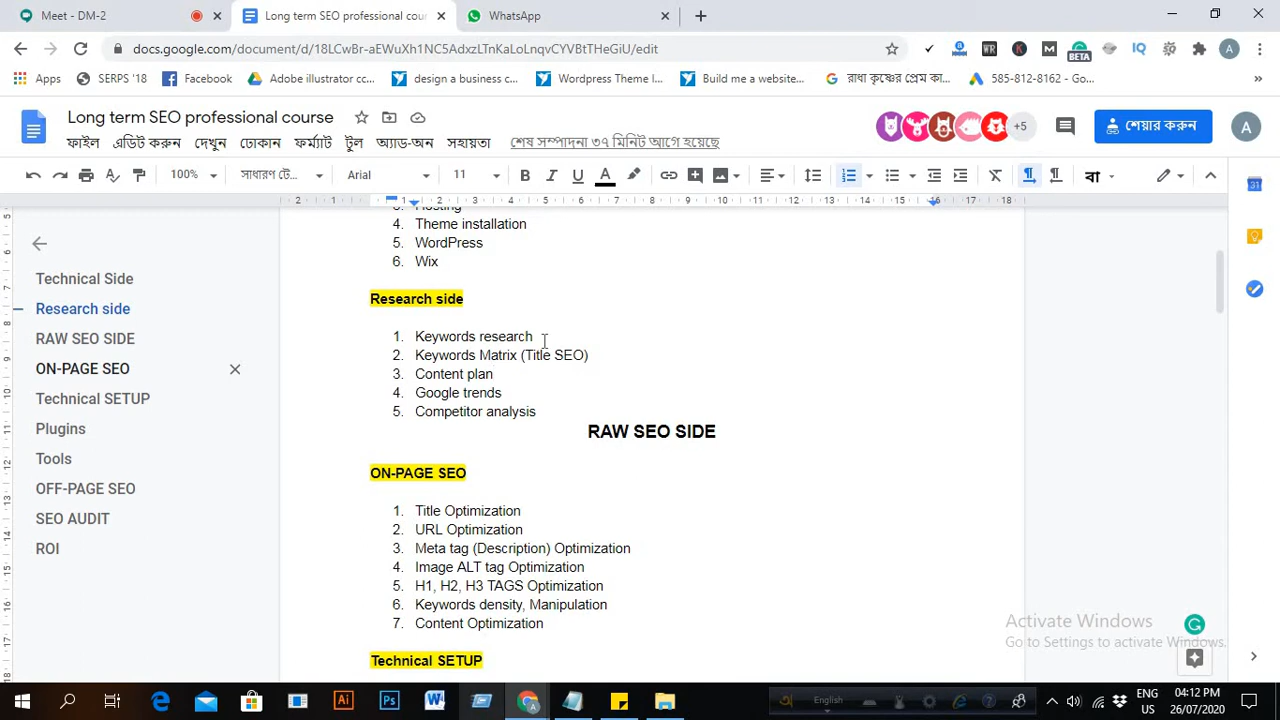 Meet - DM-2
Long term SEO professional cour
WhatsApp
docs.google.com/document/d/18LCwBr-aEWuXh1NC5AdxzLTnKaLoLnqvCYVBtTHeGiU/edit
BETA
IQ
A
Apps
SERPS '18
Facebook
Adobe illustrator cc...
design a business c...
Wordpress Theme I...
Build me a website...
রাধা কৃষ্ণের প্রেম কা...
585-812-8162 - Go...
Long term SEO professional course
ফাইল এডিট করুন দেখুন ঢোকান ফর্ম্যাট টুল অ্যাড-অন সহায়তা
শেষ সম্পাদনা ৩৭ মিনিট আগে হয়েছে
+5
শেয়ার করুন
A
100%
সাধারণ টে...
Arial
11
B I U A
বা
Technical Side
Research side
RAW SEO SIDE
ON-PAGE SEO
Technical SETUP
Plugins
Tools
OFF-PAGE SEO
SEO AUDIT
ROI
3. Hosting
4. Theme installation
5. WordPress
6. Wix
Research side
1. Keywords research
2. Keywords Matrix (Title SEO)
3. Content plan
4. Google trends
5. Competitor analysis
RAW SEO SIDE
ON-PAGE SEO
1. Title Optimization
2. URL Optimization
3. Meta tag (Description) Optimization
4. Image ALT tag Optimization
5. H1, H2, H3 TAGS Optimization
6. Keywords density, Manipulation
7. Content Optimization
Technical SETUP
Activate Windows
Go to Settings to activate Windows.
English
ENG
US
04:12 PM
26/07/2020